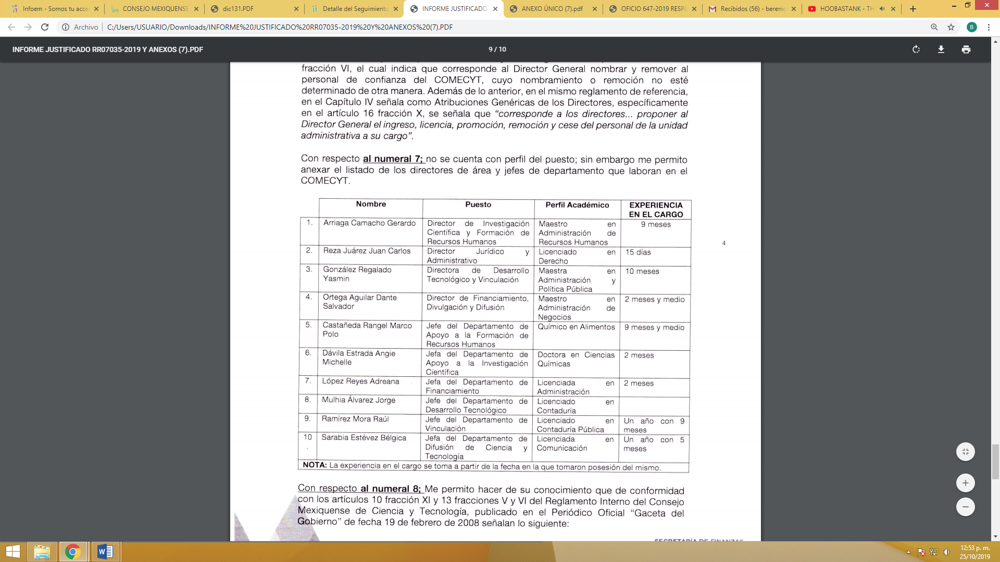 Infoem - Somos tu acce
CONSEJO MEXIQUENSE
dic131.PDF
Detalle del Seguimiento
INFORME JUSTIFICADO
ANEXO ÚNICO (7).pdf
OFICIO 647-2019 RESPU
Recibidos (56) - berenic
HOOBASTANK - TH
Archivo
C:/Users/USUARIO/Downloads/INFORME%20JUSTIFICADO%20RR07035-2019%20Y%20ANEXOS%20(7).PDF
B
INFORME JUSTIFICADO RR07035-2019 Y ANEXOS (7).PDF
9 / 10
fracción VI, el cual indica que corresponde al Director General nombrar y remover al
personal de confianza del COMECYT, cuyo nombramiento o remoción no esté
determinado de otra manera. Además de lo anterior, en el mismo reglamento de referencia,
en el Capítulo IV señala como Atribuciones Genéricas de los Directores, específicamente
en el artículo 16 fracción X, se señala que “corresponde a los directores... proponer al
Director General el ingreso, licencia, promoción, remoción y cese del personal de la unidad
administrativa a su cargo”.
Con respecto al numeral 7; no se cuenta con perfil del puesto; sin embargo me permito
anexar el listado de los directores de área y jefes de departamento que laboran en el
COMECYT.
Nombre Puesto Perfil Académico EXPERIENCIA
EN EL CARGO
1. Arriaga Camacho Gerardo Director de Investigación Maestro en 9 meses
Científica y Formación de Administración de
Recursos Humanos Recursos Humanos
2. Reza Juárez Juan Carlos Director Jurídico y Licenciado en 15 días
Administrativo Derecho
3. González Regalado Directora de Desarrollo Maestra en 10 meses
Yasmin Tecnológico y Vinculación Administración y
Política Pública
4. Ortega Aguilar Dante Director de Financiamiento, Maestro en 2 meses y medio
Salvador Divulgación y Difusión Administración de
Negocios
5. Castañeda Rangel Marco Jefe del Departamento de Químico en Alimentos 9 meses y medio
Polo Apoyo a la Formación de
Recursos Humanos
6. Dávila Estrada Angie Jefa del Departamento de Doctora en Ciencias 2 meses
Michelle Apoyo a la Investigación Químicas
Científica
7. López Reyes Adreana Jefa del Departamento de Licenciada en 2 meses
Financiamiento Administración
8. Mulhia Álvarez Jorge Jefe del Departamento de Licenciado en
Desarrollo Tecnológico Contaduría
9. Ramírez Mora Raúl Jefe del Departamento de Licenciado en Un año con 9
Vinculación Contaduría Pública meses
10 Sarabia Estévez Bélgica Jefa del Departamento de Licenciada en Un año con 5
. Difusión de Ciencia y Comunicación meses
Tecnología
NOTA: La experiencia en el cargo se toma a partir de la fecha en la que tomaron posesión del mismo.
4
Con respecto al numeral 8; Me permito hacer de su conocimiento que de conformidad
con los artículos 10 fracción XI y 13 fracciones V y VI del Reglamento Interno del Consejo
Mexiquense de Ciencia y Tecnología, publicado en el Periódico Oficial “Gaceta del
Gobierno” de fecha 19 de febrero de 2008 señalan lo siguiente:
SECRETARÍA DE FINANZAS
12:53 p. m.
25/10/2019